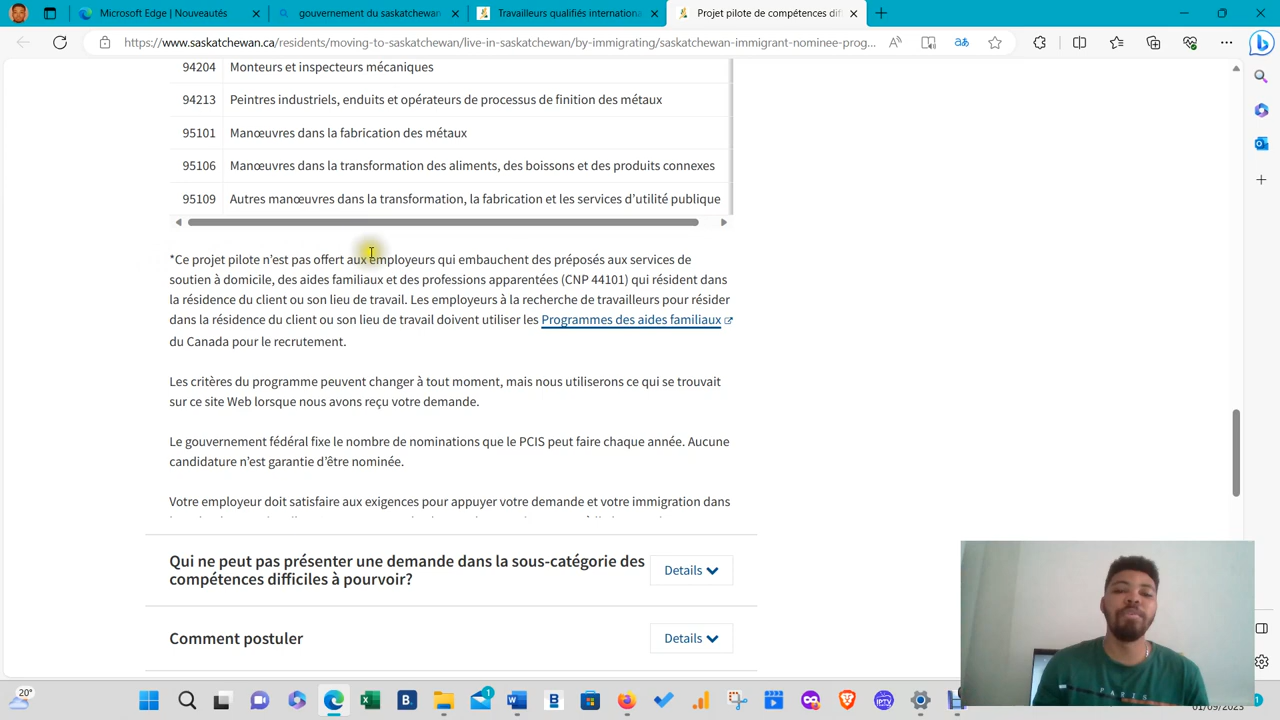 Microsoft Edge | Nouveautés
gouvernement du saskatchewan
Travailleurs qualifiés internationa
Projet pilote de compétences dif
https://www.saskatchewan.ca/residents/moving-to-saskatchewan/live-in-saskatchewan/by-immigrating/saskatchewan-immigrant-nominee-prog...
94204 Monteurs et inspecteurs mécaniques
94213 Peintres industriels, enduits et opérateurs de processus de finition des métaux
95101 Manœuvres dans la fabrication des métaux
95106 Manœuvres dans la transformation des aliments, des boissons et des produits connexes
95109 Autres manœuvres dans la transformation, la fabrication et les services d'utilité publique
*Ce projet pilote n'est pas offert aux employeurs qui embauchent des préposés aux services de
soutien à domicile, des aides familiaux et des professions apparentées (CNP 44101) qui résident dans
la résidence du client ou son lieu de travail. Les employeurs à la recherche de travailleurs pour résider
dans la résidence du client ou son lieu de travail doivent utiliser les Programmes des aides familiaux
du Canada pour le recrutement.
Les critères du programme peuvent changer à tout moment, mais nous utiliserons ce qui se trouvait
sur ce site Web lorsque nous avons reçu votre demande.
Le gouvernement fédéral fixe le nombre de nominations que le PCIS peut faire chaque année. Aucune
candidature n'est garantie d'être nominée.
Votre employeur doit satisfaire aux exigences pour appuyer votre demande et votre immigration dans
Qui ne peut pas présenter une demande dans la sous-catégorie des
compétences difficiles à pourvoir?
Details
Comment postuler
Details
PARIS
20°
01/09/2023